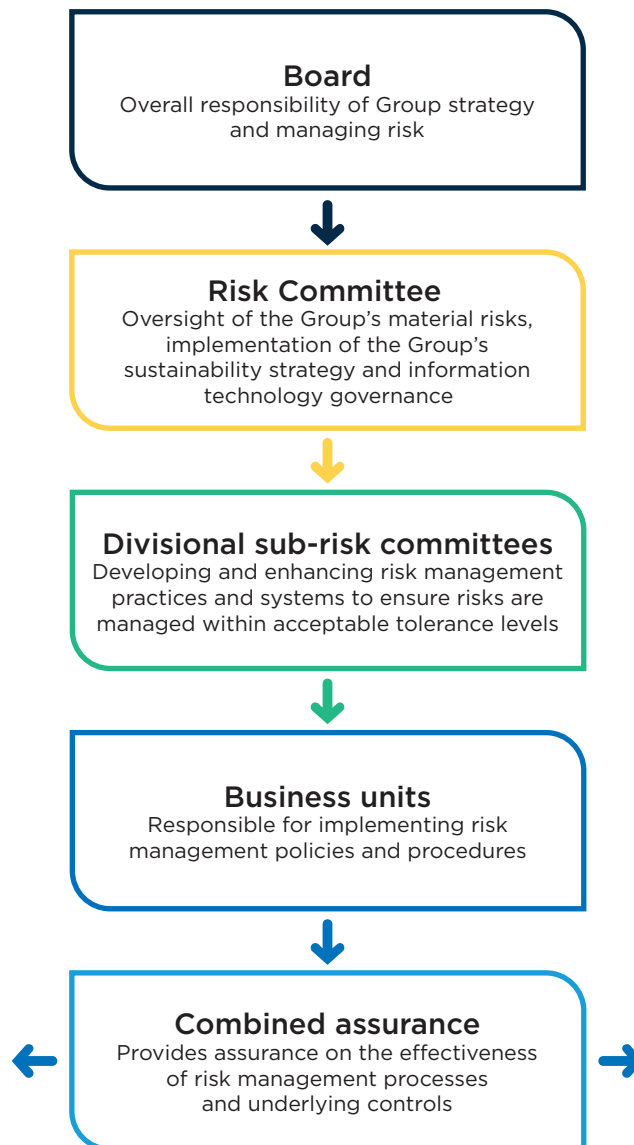 Board
Overall responsibility of Group strategy
and managing risk
Risk Committee
Oversight of the Group’s material risks,
implementation of the Group’s
sustainability strategy and information
technology governance
Divisional sub-risk committees
Developing and enhancing risk management
practices and systems to ensure risks are
managed within acceptable tolerance levels
Business units
Responsible for implementing risk
management policies and procedures
Combined assurance
Provides assurance on the effectiveness
of risk management processes
and underlying controls